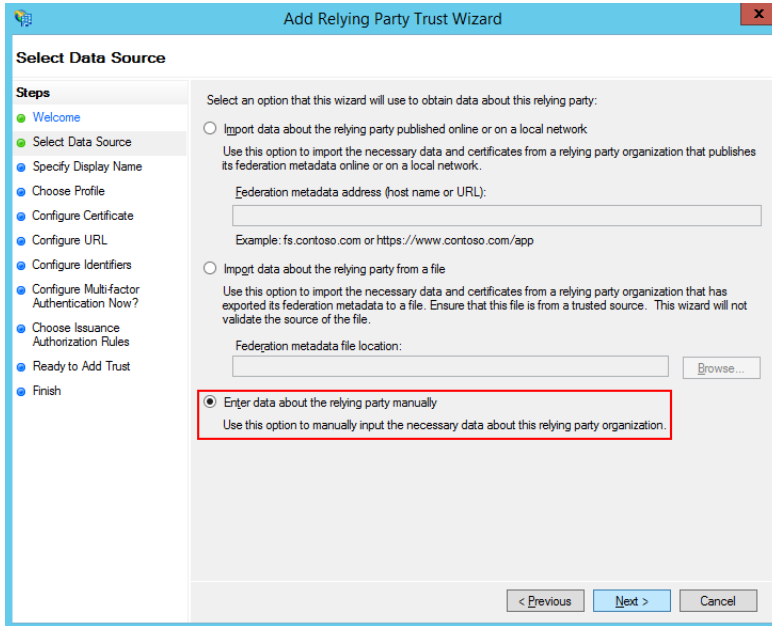 Add Relying Party Trust Wizard
x
Select Data Source
Steps
Welcome
Select Data Source
Specify Display Name
Choose Profile
Configure Certificate
Configure URL
Configure Identifiers
Configure Multi-factor
Authentication Now?
Choose Issuance
Authorization Rules
Ready to Add Trust
Finish
Select an option that this wizard will use to obtain data about this relying party:
Import data about the relying party published online or on a local network
Use this option to import the necessary data and certificates from a relying party organization that publishes
its federation metadata online or on a local network.
Federation metadata address (host name or URL):
Example: fs.contoso.com or https://www.contoso.com/app
Import data about the relying party from a file
Use this option to import the necessary data and certificates from a relying party organization that has
exported its federation metadata to a file. Ensure that this file is from a trusted source.  This wizard will not
validate the source of the file.
Federation metadata file location:
Browse...
Enter data about the relying party manually
Use this option to manually input the necessary data about this relying party organization.
< Previous
Next >
Cancel